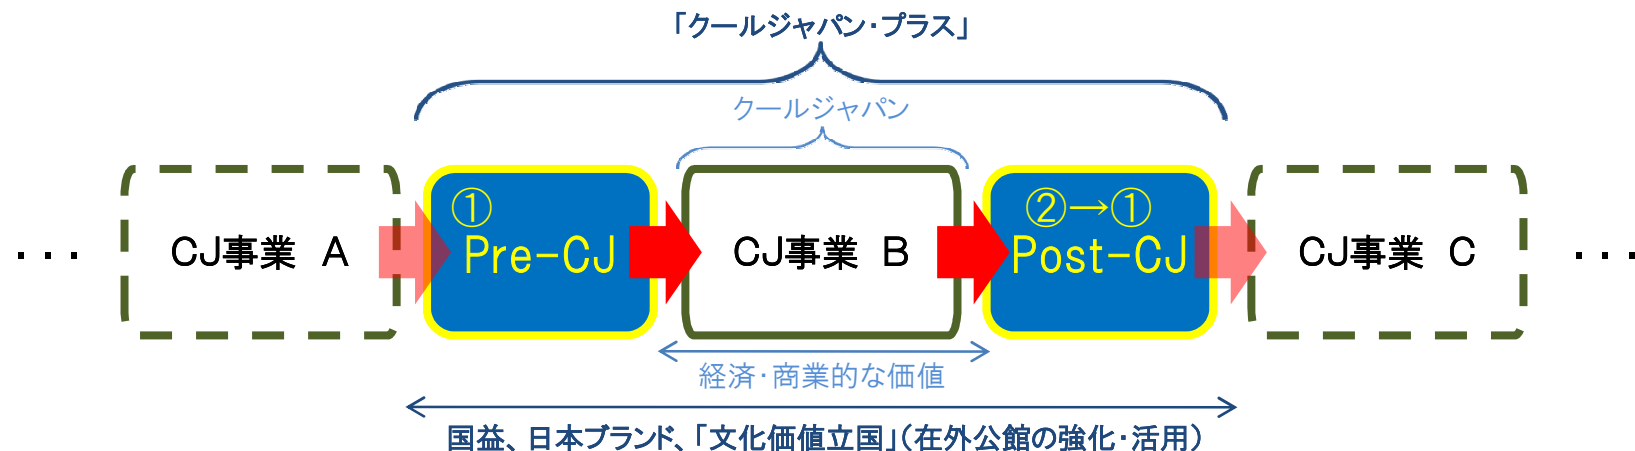 「クールジャパン・プラス」
クールジャパン
①
②→①
・・・
CJ事業 A
Pre-CJ
CJ事業 B
Post-CJ
CJ事業 C
・・・
経済・商業的な価値
国益、日本ブランド、「文化価値立国」(在外公館の強化・活用)